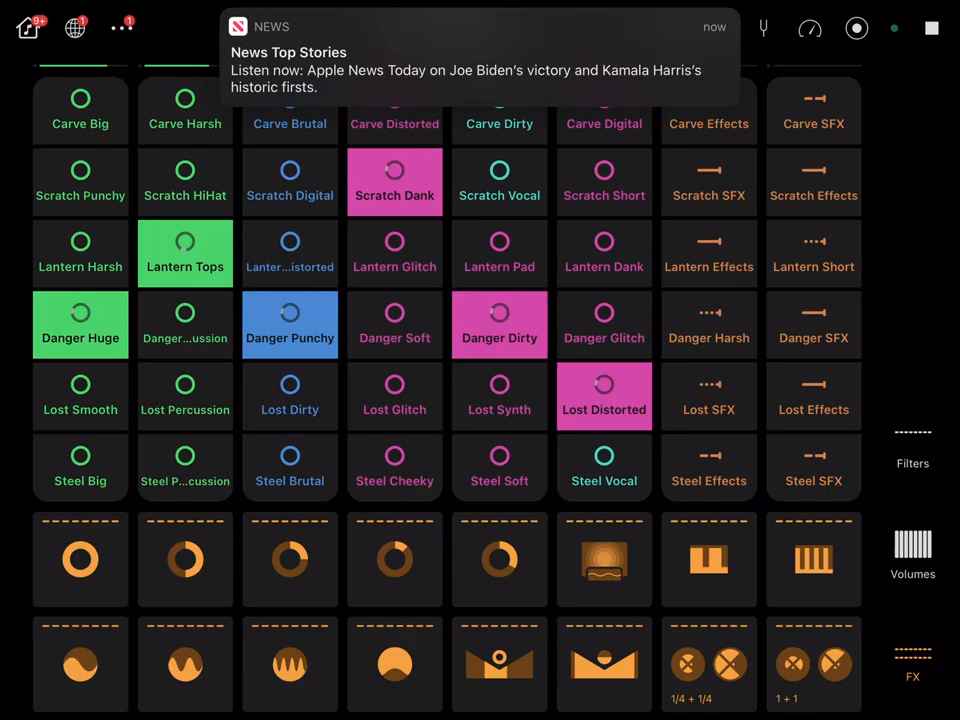 9+
1
1
NEWS
now
News Top Stories
Listen now: Apple News Today on Joe Biden's victory and Kamala Harris's
historic firsts.
Carve Big
Carve Harsh
Carve Brutal
Carve Distorted
Carve Dirty
Carve Digital
Carve Effects
Carve SFX
Scratch Punchy
Scratch HiHat
Scratch Digital
Scratch Dank
Scratch Vocal
Scratch Short
Scratch SFX
Scratch Effects
Lantern Harsh
Lantern Tops
Lanter...istorted
Lantern Glitch
Lantern Pad
Lantern Dank
Lantern Effects
Lantern Short
Danger Huge
Danger...ussion
Danger Punchy
Danger Soft
Danger Dirty
Danger Glitch
Danger Harsh
Danger SFX
Lost Smooth
Lost Percussion
Lost Dirty
Lost Glitch
Lost Synth
Lost Distorted
Lost SFX
Lost Effects
Steel Big
Steel P...cussion
Steel Brutal
Steel Cheeky
Steel Soft
Steel Vocal
Steel Effects
Steel SFX
Filters
Volumes
FX
1/4 + 1/4
1 + 1